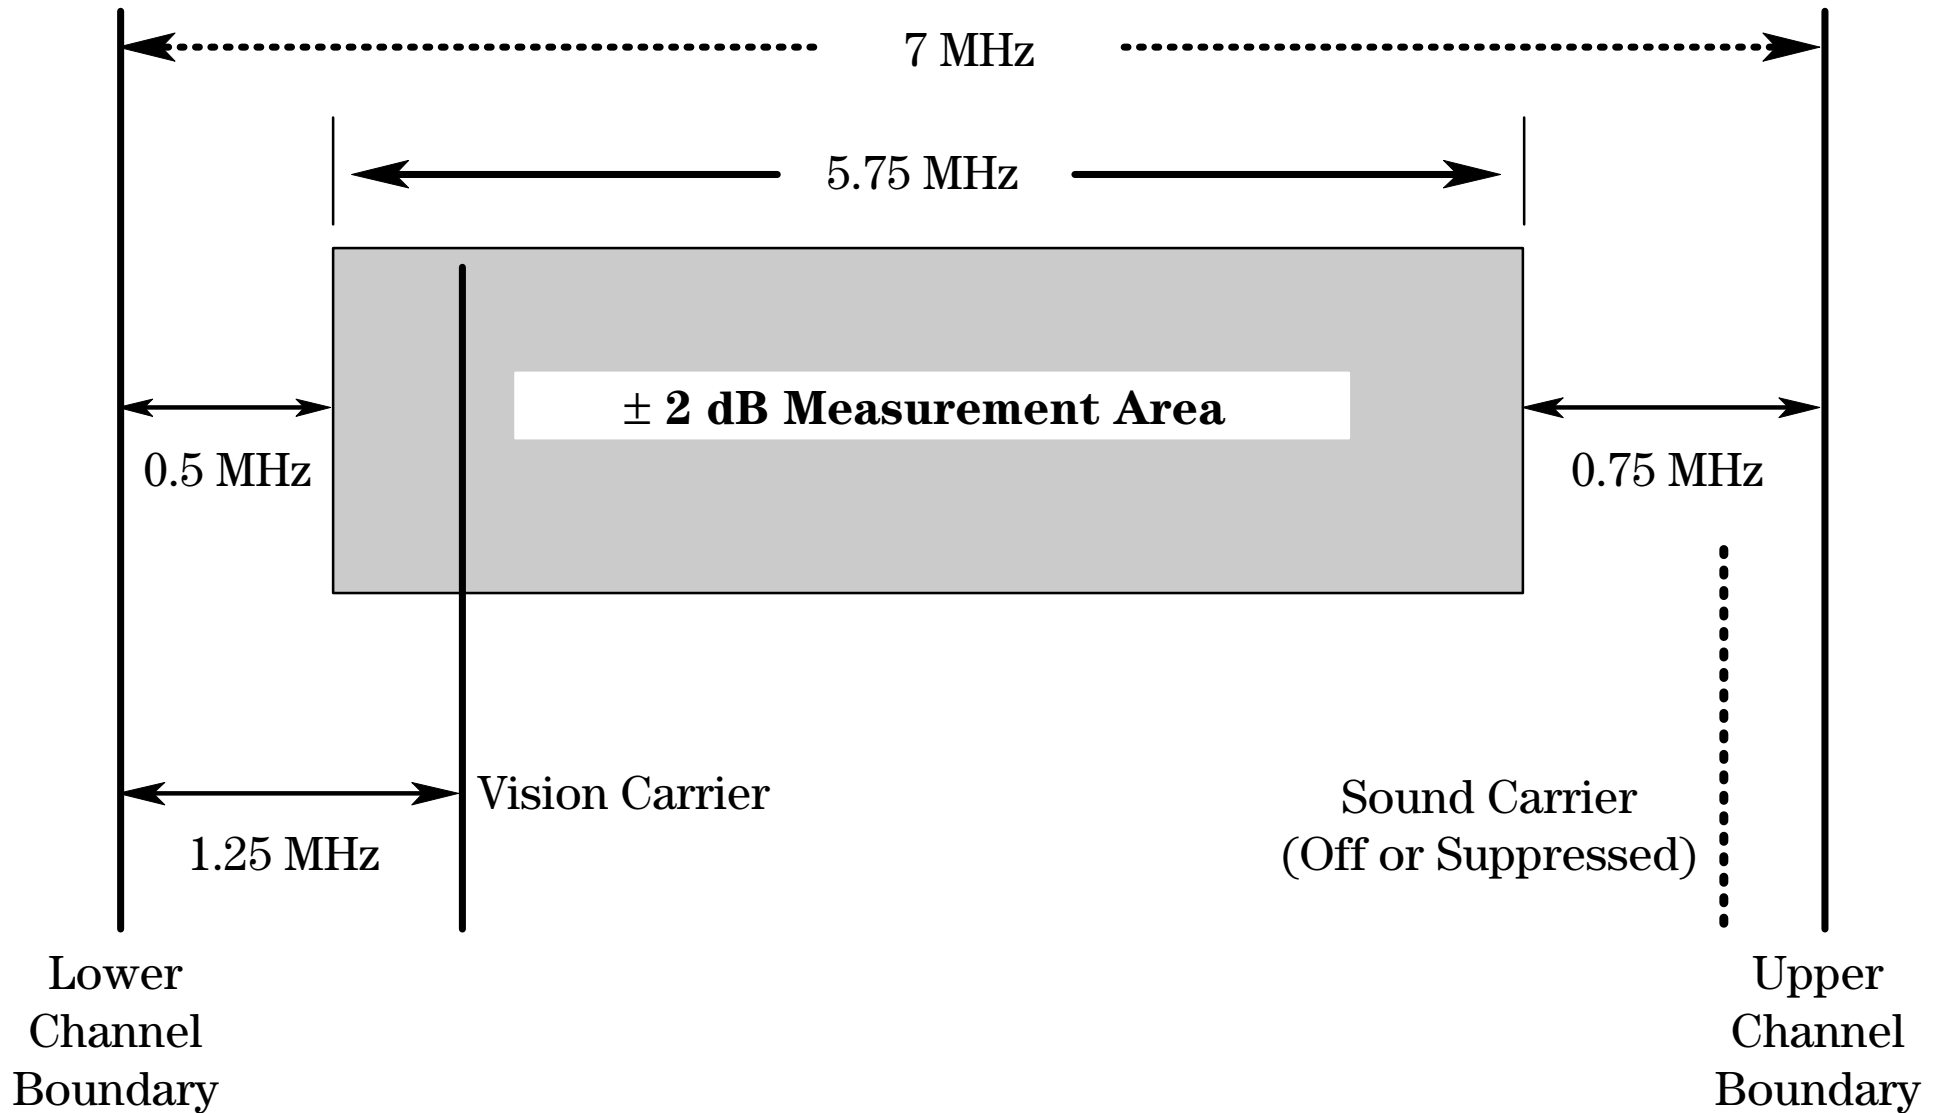 7 MHz
5.75 MHz
± 2 dB Measurement Area
0.5 MHz
0.75 MHz
Vision Carrier
1.25 MHz
Sound Carrier
(Off or Suppressed)
Lower
Channel
Boundary
Upper
Channel
Boundary